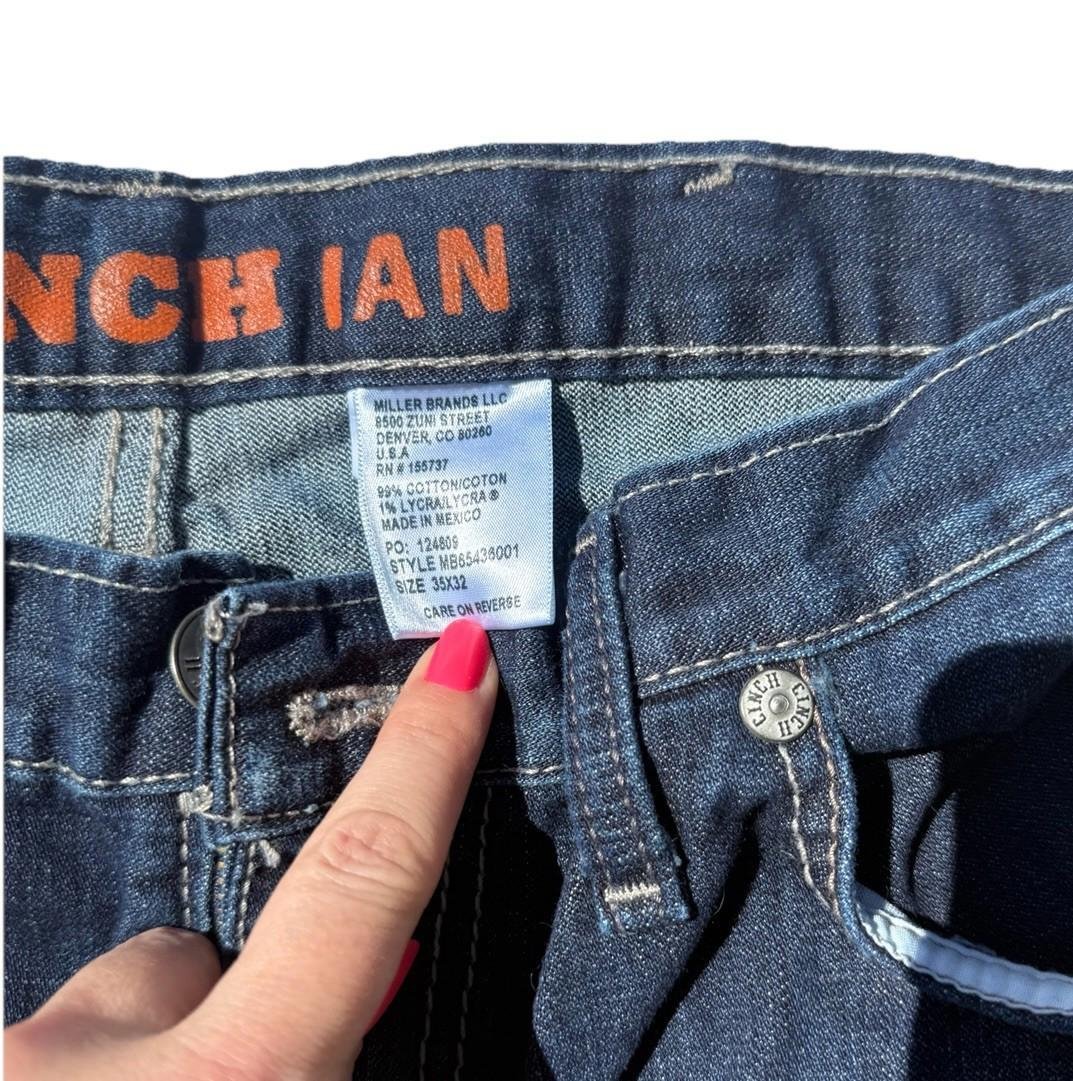 NCH IAN
MILLER BRANDS LLC
8500 ZUNI STREET
DENVER, CO 80260
U.S.A
RN # 155737
99% COTTON/COTON
1% LYCRA/LYCRA ®
MADE IN MEXICO
PO: 124809
STYLE MB65436001
SIZE 35X32
CARE ON REVERSE
CINCH CINCH